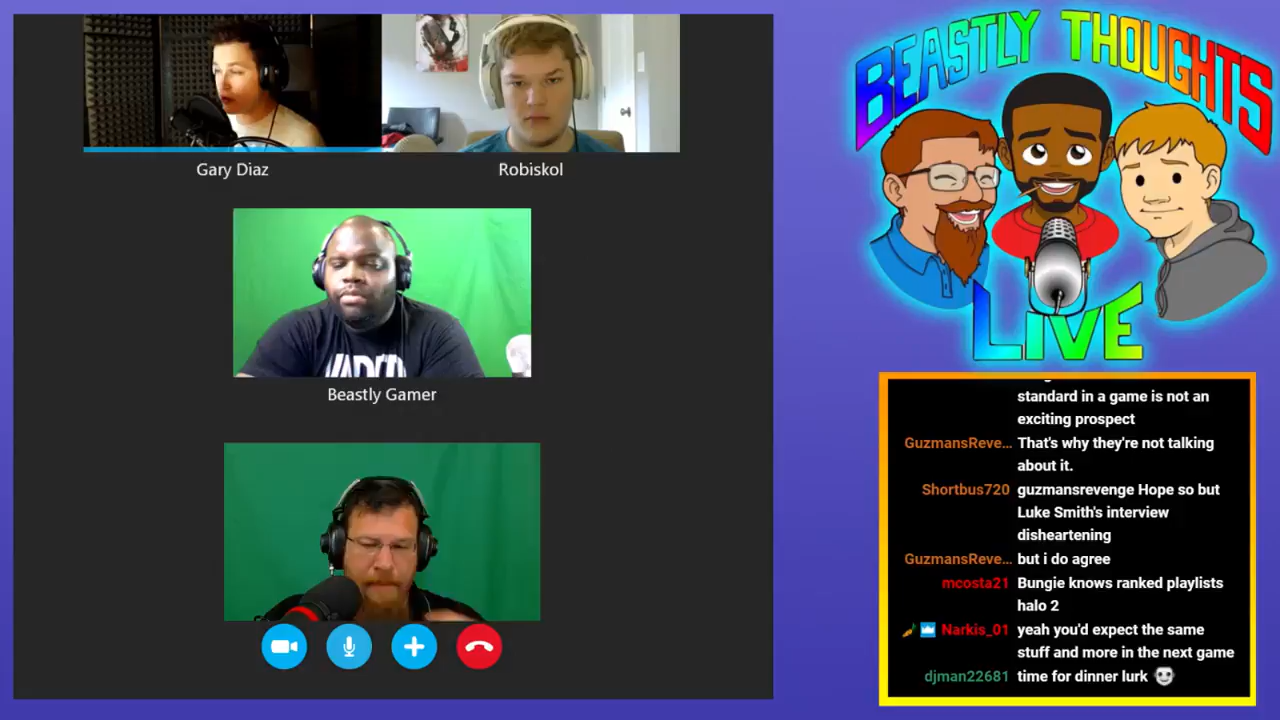 Gary Diaz
Robiskol
Beastly Gamer
BEASTLY THOUGHTS
LIVE
standard in a game is not an
exciting prospect
GuzmansReve... That's why they're not talking
about it.
Shortbus720 guzmansrevenge Hope so but
Luke Smith's interview
disheartening
GuzmansReve... but i do agree
mcosta21 Bungie knows ranked playlists
halo 2
Narkis_01 yeah you'd expect the same
stuff and more in the next game
djman22681 time for dinner lurk